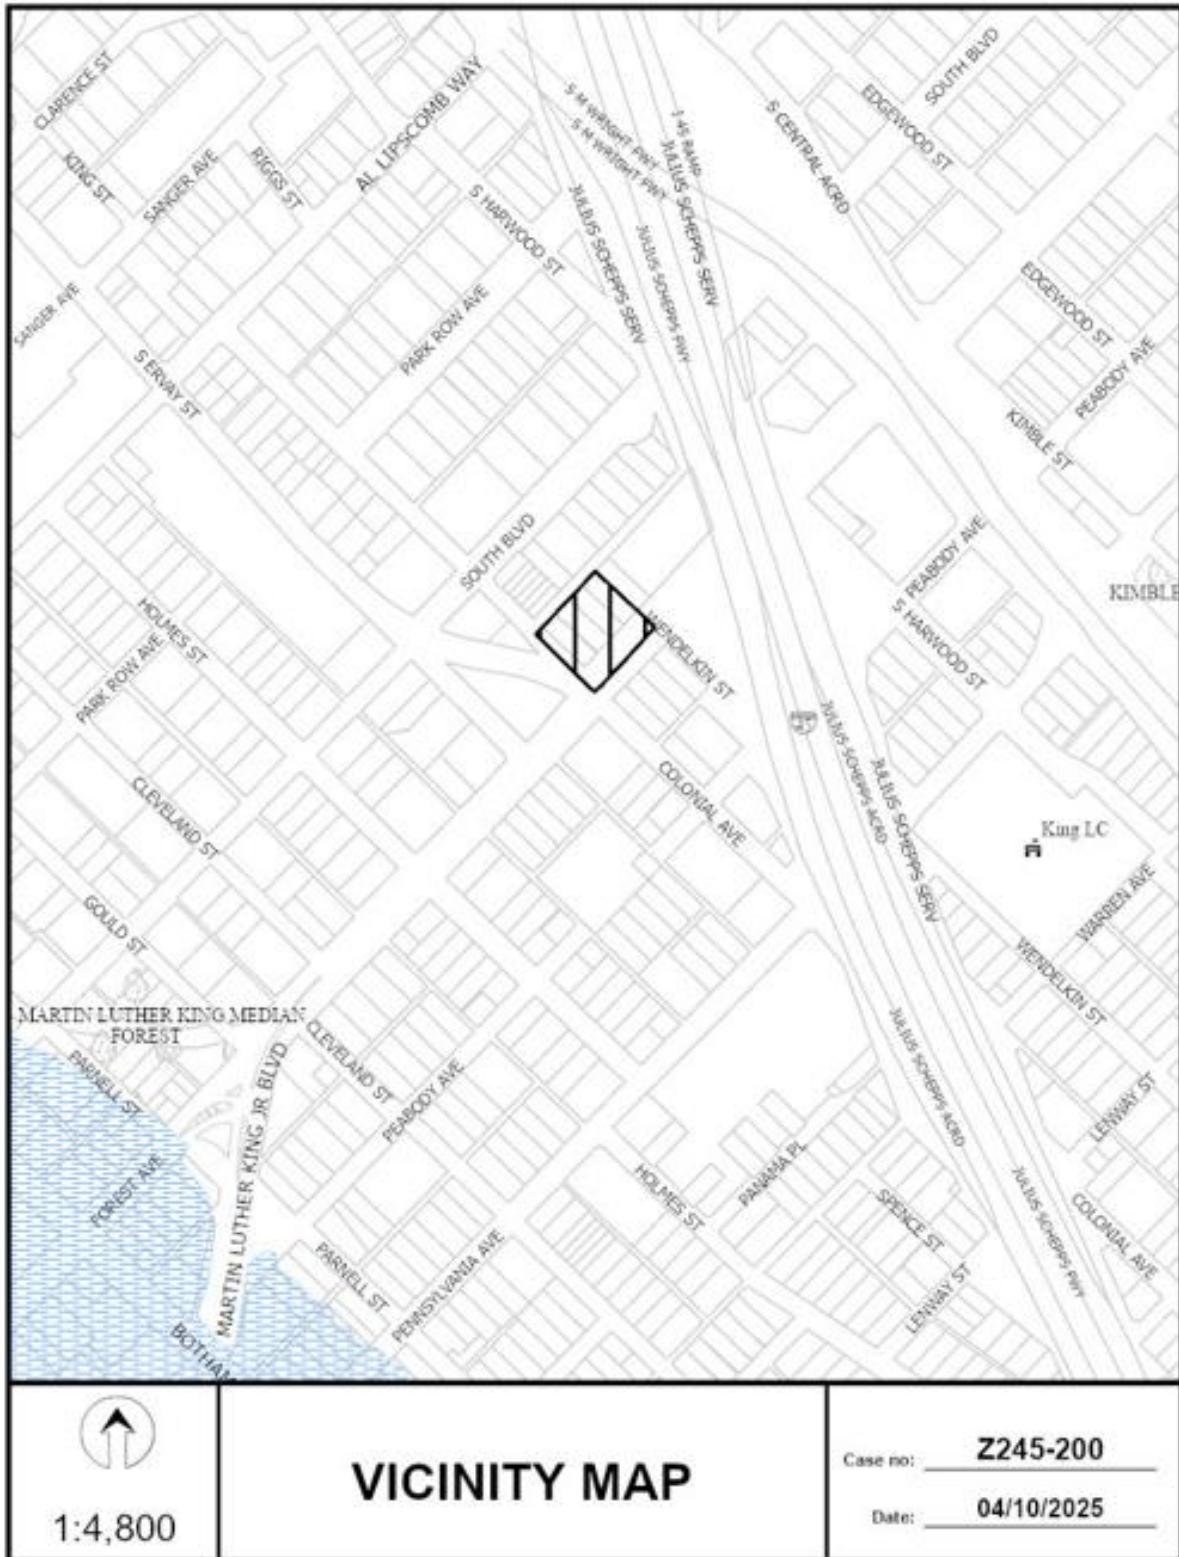 CLARENCE ST
KING ST
SANGER AVE
RIGGS ST
AL LIPSCOMB WAY
S M WRIGHT FWY
S M WRIGHT FWY
I-45 RAMP
JULIUS SCHEPPS SERV
S CENTRAL ACRD
EDGEWOOD ST
SOUTH BLVD
SANGER AVE
S HARWOOD ST
JULIUS SCHEPPS SERV
JULIUS SCHEPPS FWY
PARK ROW AVE
S ERVAY ST
EDGEWOOD ST
PEABODY AVE
KIMBLE ST
SOUTH BLVD
S PEABODY AVE
S HARWOOD ST
KIMBLE
HOLMES ST
PARK ROW AVE
WENDELKIN ST
COLONIAL AVE
JULIUS SCHEPPS ACRD
JULIUS SCHEPPS SERV
King LC
CLEVELAND ST
GOULD ST
WARREN AVE
WENDELKIN ST
MARTIN LUTHER KING MEDIAN
FOREST
PARNELL ST
CLEVELAND ST
PEABODY AVE
MARTIN LUTHER KING JR BLVD
JULIUS SCHEPPS ACRD
LENWAY ST
FOREST AVE
HOLMES ST
PANAMA PL
SPENCE ST
JULIUS SCHEPPS FWY
COLONIAL AVE
PARNELL ST
PENNSYLVANIA AVE
LENWAY ST
BOTHAM
1:4,800
VICINITY MAP
Case no: Z245-200
Date: 04/10/2025